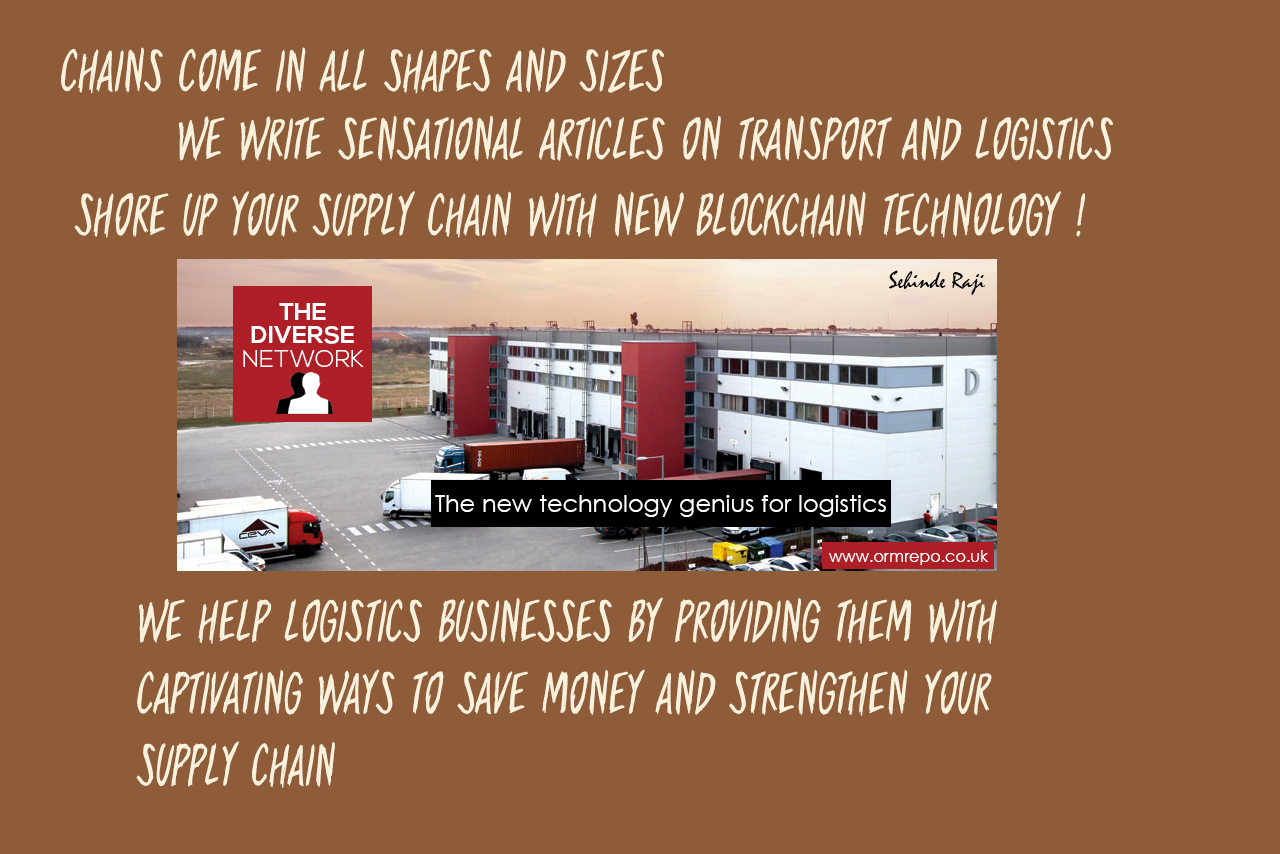 CHAINS COME IN ALL SHAPES AND SIZES
WE WRITE SENSATIONAL ARTICLES ON TRANSPORT AND LOGISTICS
SHORE UP YOUR SUPPLY CHAIN WITH NEW BLOCKCHAIN TECHNOLOGY !
Sehinde Raji
THE
DIVERSE
NETWORK
D
The new technology genius for logistics
CEVA
www.ormrepo.co.uk
WE HELP LOGISTICS BUSINESSES BY PROVIDING THEM WITH
CAPTIVATING WAYS TO SAVE MONEY AND STRENGTHEN YOUR
SUPPLY CHAIN